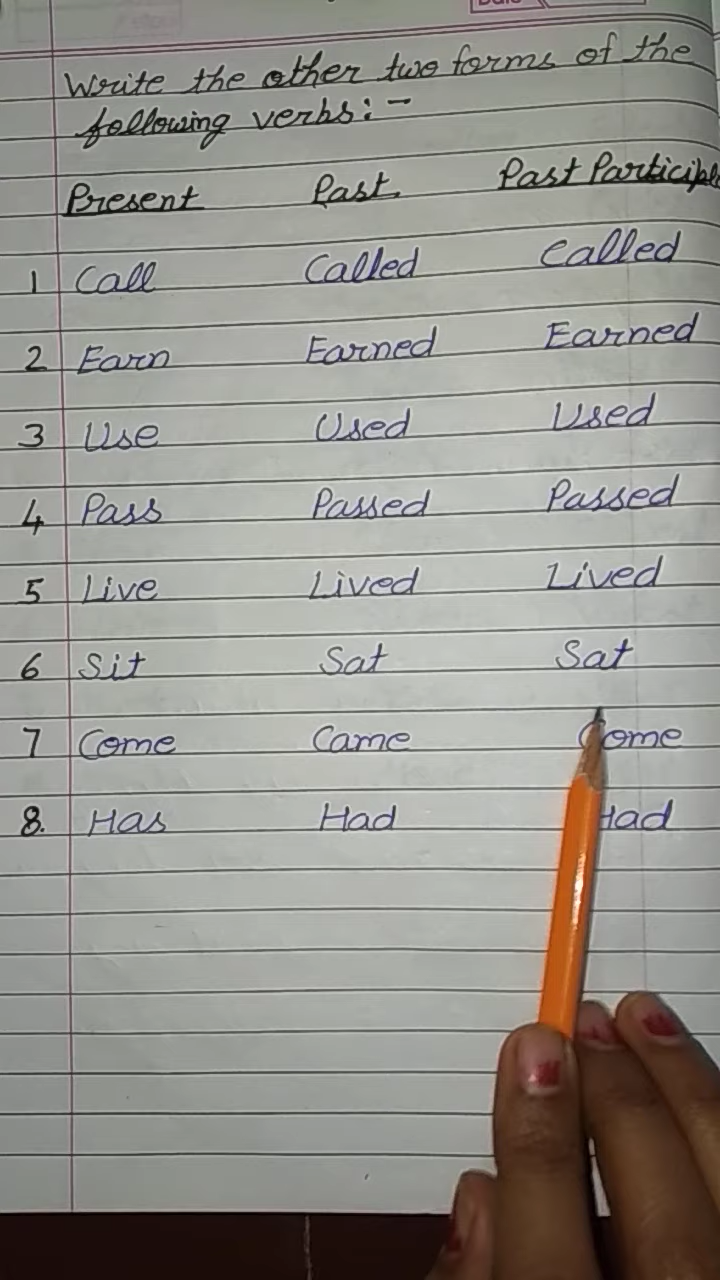 Write the other two forms of the
following verbs:-
Present Past Past Participle
1 Call Called Called
2 Earn Earned Earned
3 Use Used Used
4 Pass Passed Passed
5 Live Lived Lived
6 Sit Sat Sat
7 Come Came Come
8. Has Had Had